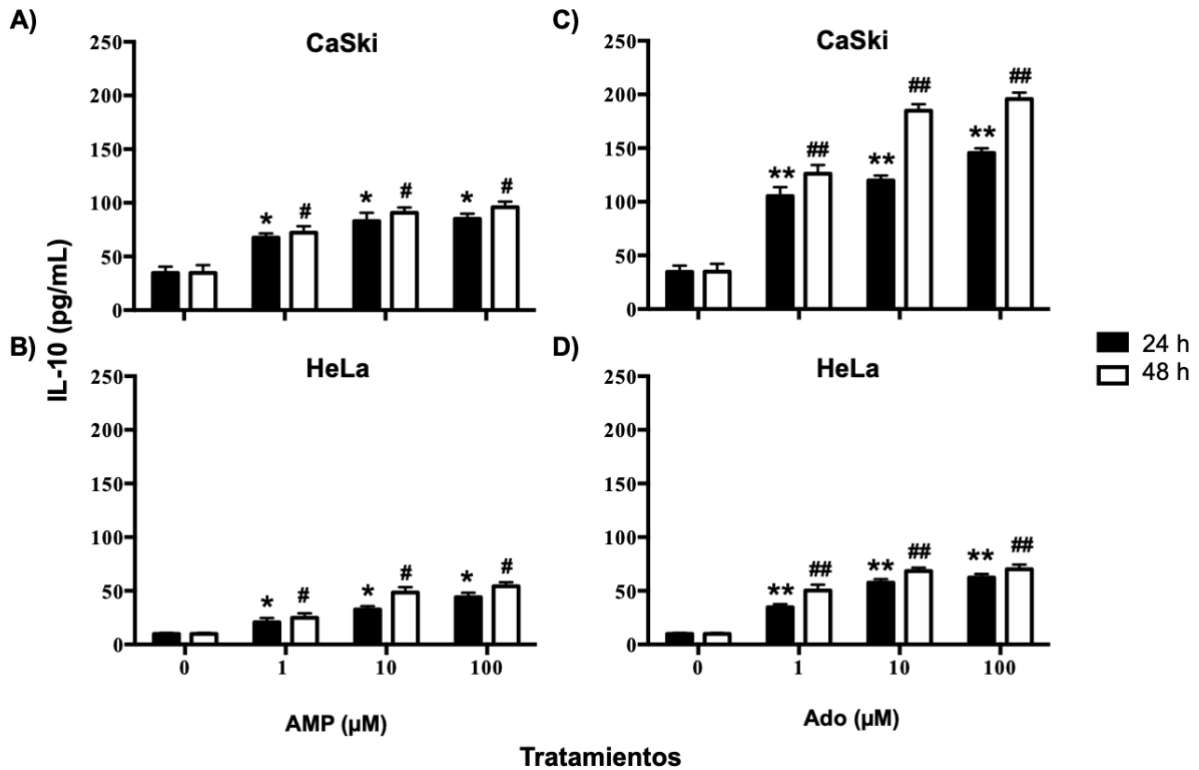 A)
CaSki
250
200
150
100
50
0
* # * # * #
B)
HeLa
250
200
150
100
50
0
* # * # * #
0 1 10 100
AMP (µM)
C)
CaSki
250
200
150
100
50
0
** ## ** ## ** ##
D)
HeLa
250
200
150
100
50
0
** ## ** ## ** ##
0 1 10 100
Ado (µM)
IL-10 (pg/mL)
Tratamientos
24 h
48 h